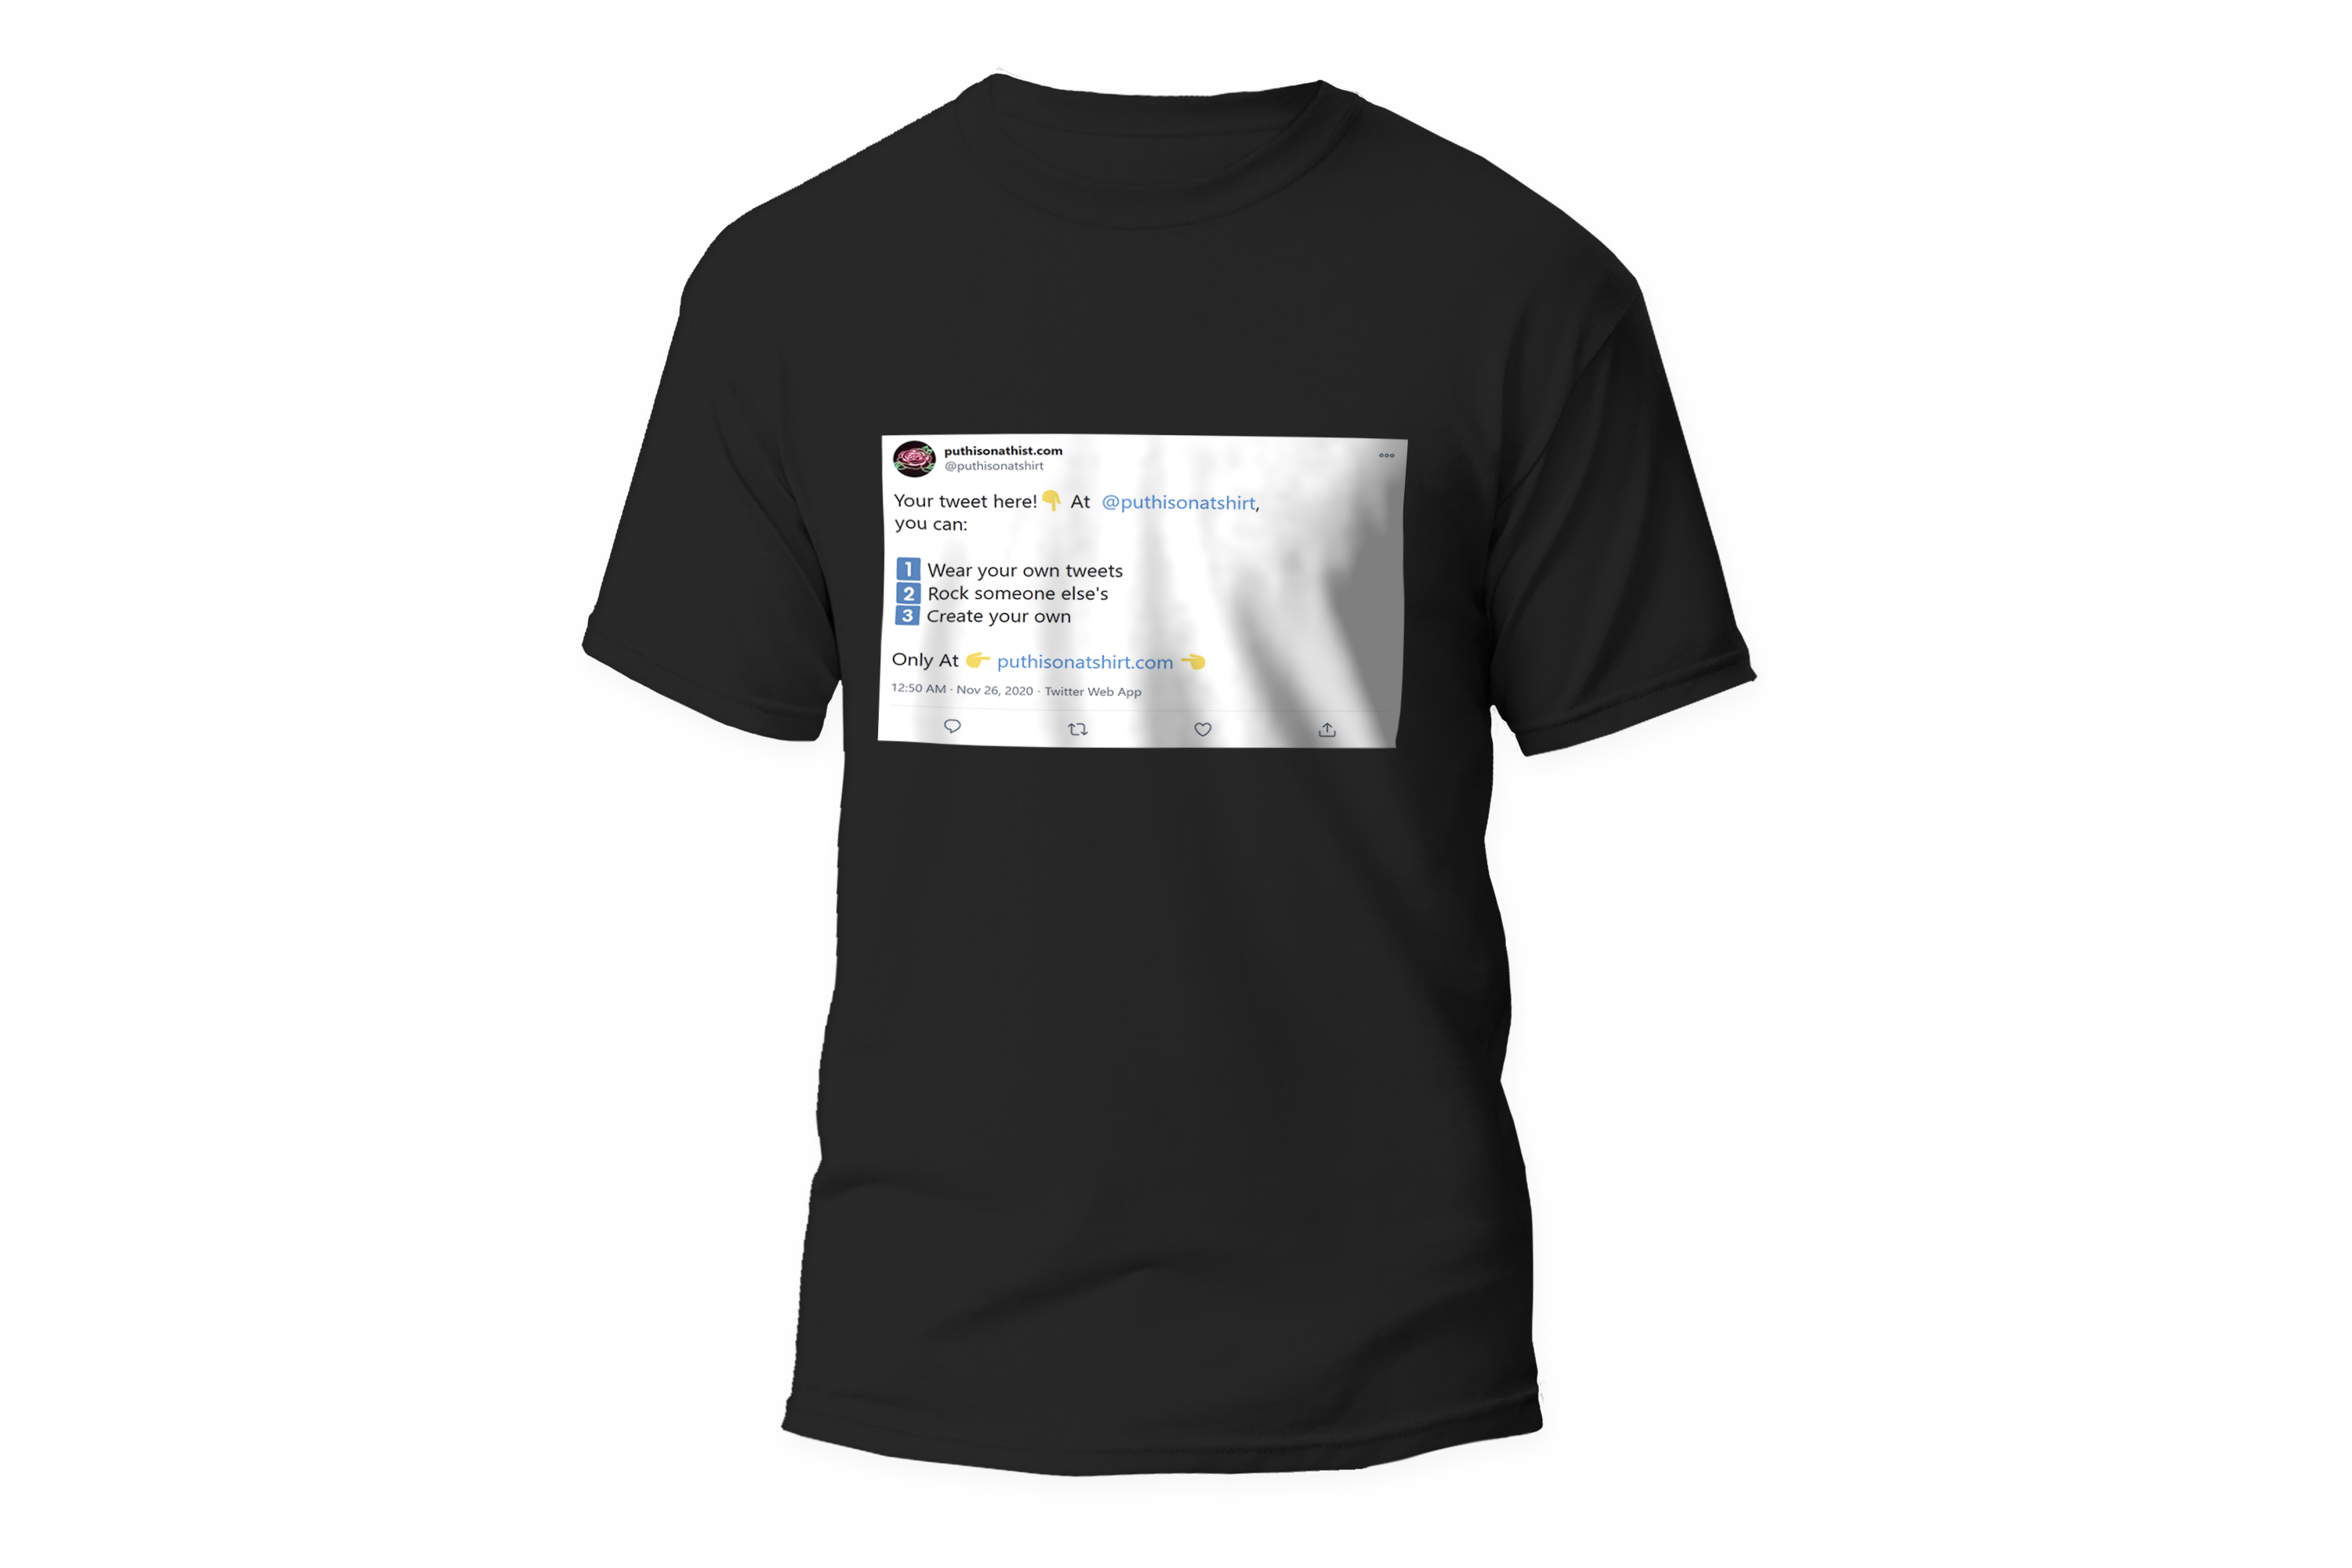 puthisonathist.com
@puthisonatshirt
Your tweet here!👇 At @puthisonatshirt,
you can:
1️⃣ Wear your own tweets
2️⃣ Rock someone else's
3️⃣ Create your own
Only At 👉 puthisonatshirt.com 👈
12:50 AM · Nov 26, 2020 · Twitter Web App